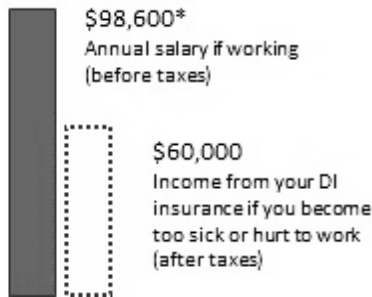 $98,600*
Annual salary if working
(before taxes)
$60,000
Income from your DI
insurance if you become
too sick or hurt to work
(after taxes)